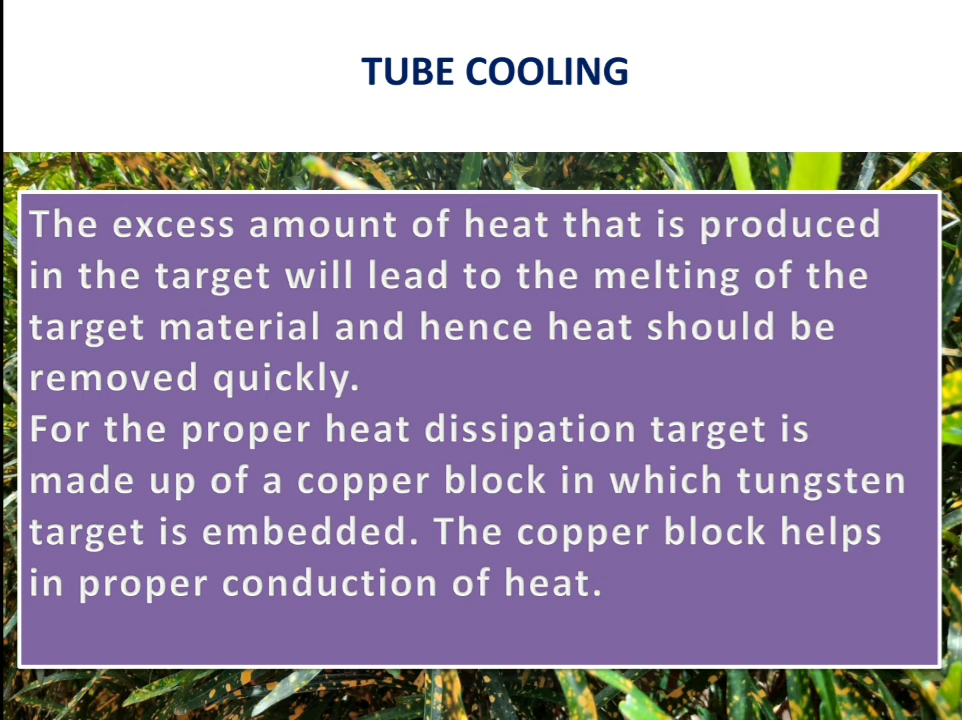 TUBE COOLING
The excess amount of heat that is produced
in the target will lead to the melting of the
target material and hence heat should be
removed quickly.
For the proper heat dissipation target is
made up of a copper block in which tungsten
target is embedded. The copper block helps
in proper conduction of heat.